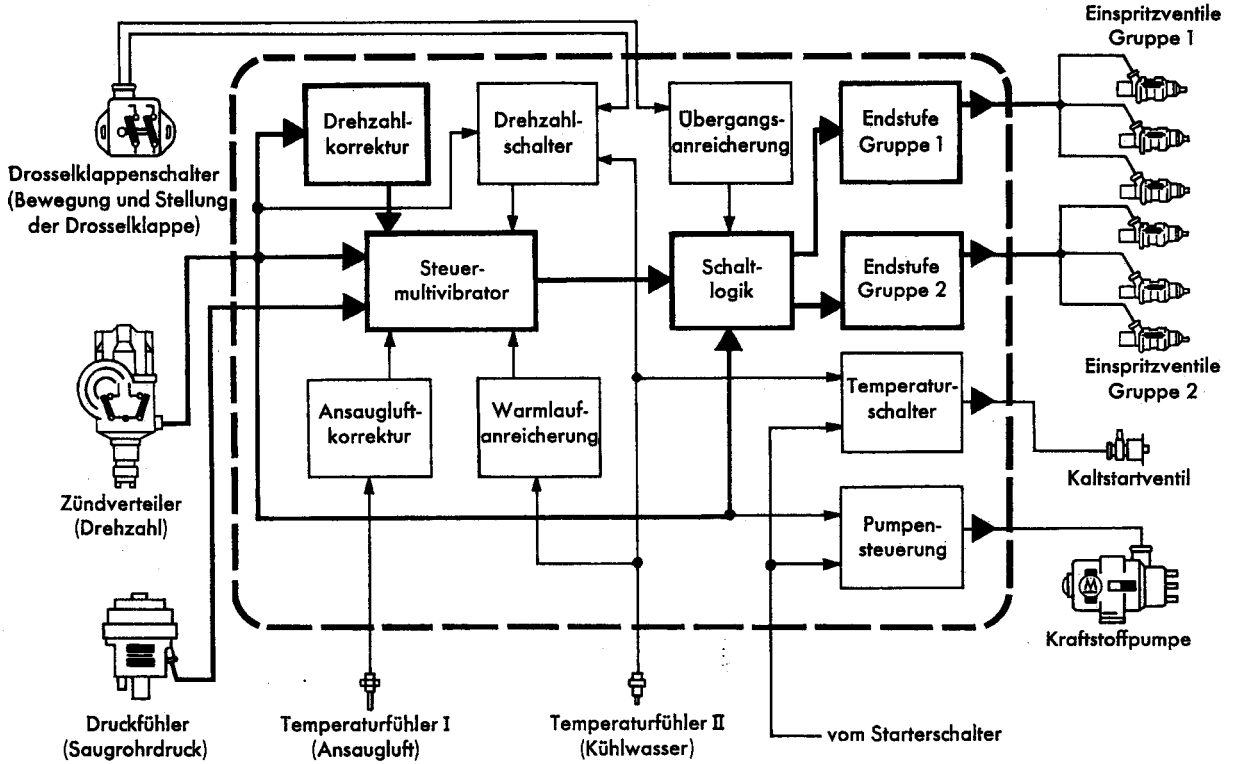 Einspritzventile
Gruppe 1
Drehzahl-
korrektur
Drehzahl-
schalter
Übergangs-
anreicherung
Endstufe
Gruppe 1
Drosselklappenschalter
(Bewegung und Stellung
der Drosselklappe)
Steuer-
multivibrator
Schalt-
logik
Endstufe
Gruppe 2
Einspritzventile
Gruppe 2
Ansaugluft-
korrektur
Warmlauf-
anreicherung
Temperatur-
schalter
Kaltstartventil
Zündverteiler
(Drehzahl)
Pumpen-
steuerung
M
Kraftstoffpumpe
Druckfühler
(Saugrohrdruck)
Temperaturfühler I
(Ansaugluft)
Temperaturfühler II
(Kühlwasser)
vom Starterschalter